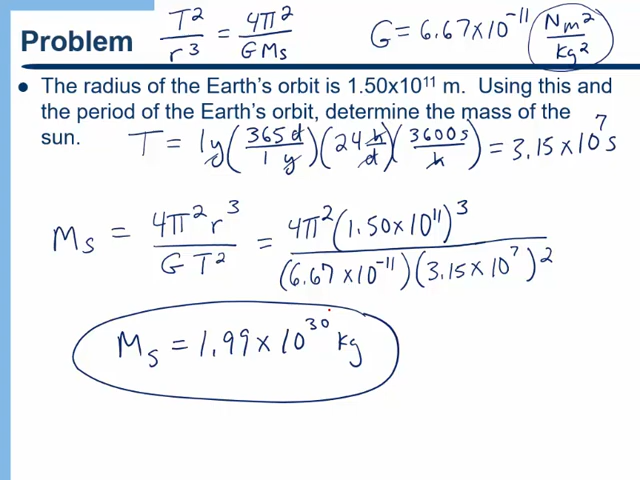 Problem T²/r³ = 4π²/GMs G = 6.67×10⁻¹¹ Nm²/kg²
• The radius of the Earth's orbit is 1.50x10¹¹ m. Using this and
the period of the Earth's orbit, determine the mass of the
sun.
T = 1y(365d/1y)(24h/d)(3600s/h) = 3.15×10⁷s
Ms = 4π²r³/GT² = 4π²(1.50×10¹¹)³/(6.67×10⁻¹¹)(3.15×10⁷)²
Ms = 1.99×10³⁰ kg